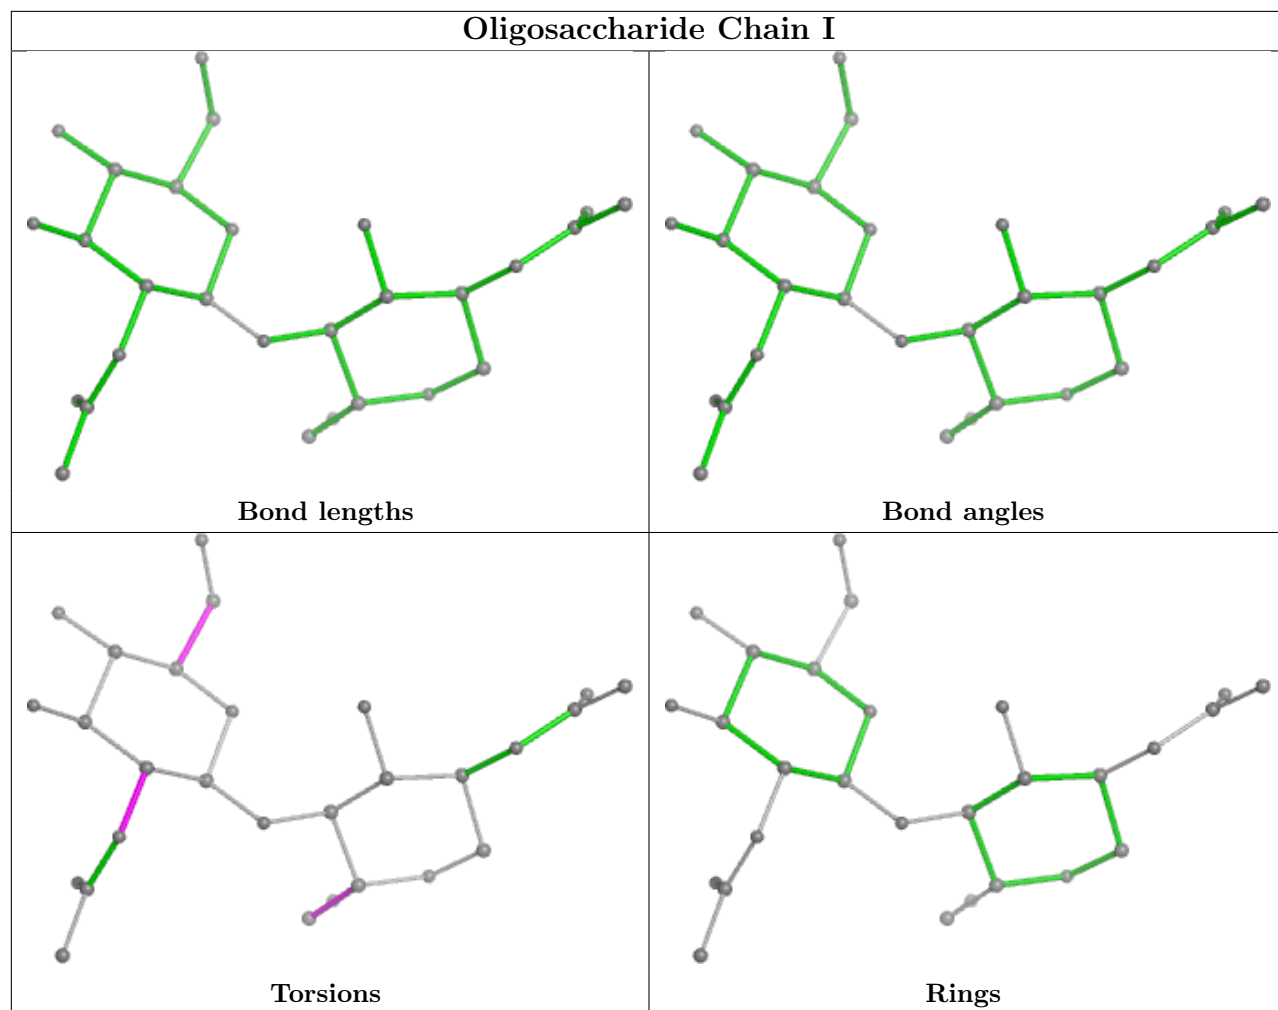 Oligosaccharide Chain I
Bond lengths
Bond angles
Torsions
Rings